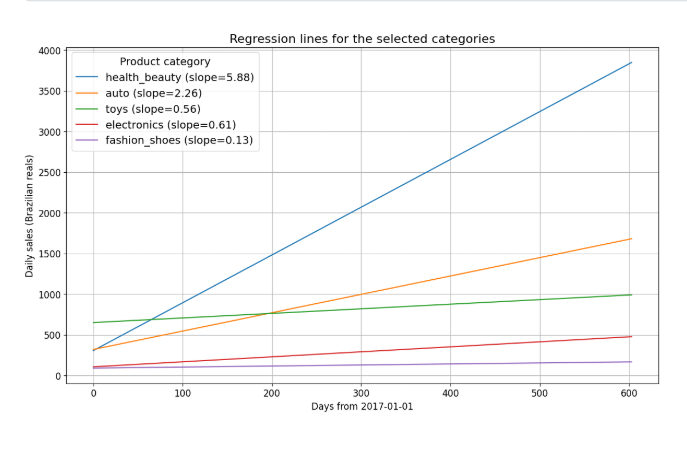 Regression lines for the selected categories
Product category
health_beauty (slope=5.88)
auto (slope=2.26)
toys (slope=0.56)
electronics (slope=0.61)
fashion_shoes (slope=0.13)
Daily sales (Brazilian reals)
4000
3500
3000
2500
2000
1500
1000
500
0
0 100 200 300 400 500 600
Days from 2017-01-01